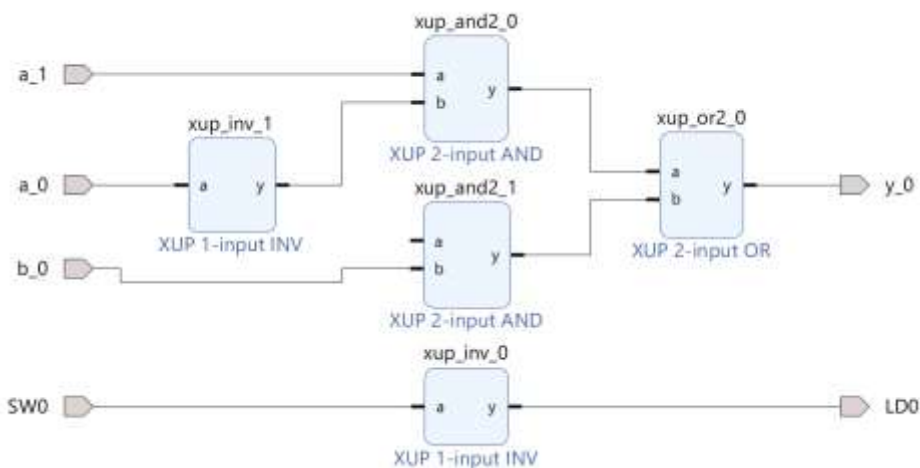 xup_and2_0
a_1
a
y
b
xup_inv_1
XUP 2-input AND
xup_or2_0
a_0
a
y
XUP 1-input INV
xup_and2_1
a
y
b
y_0
XUP 2-input OR
b_0
a
y
b
XUP 2-input AND
xup_inv_0
SW0
a
y
LD0
XUP 1-input INV